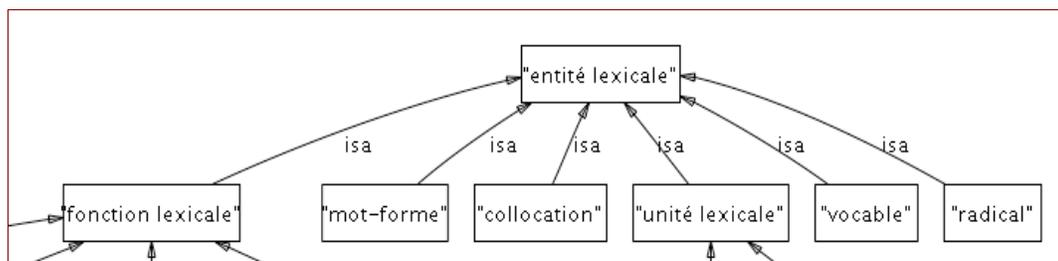 "entité lexicale"
isa
isa
isa
isa
isa
isa
"fonction lexicale"
"mot-forme"
"collocation"
"unité lexicale"
"vocable"
"radical"